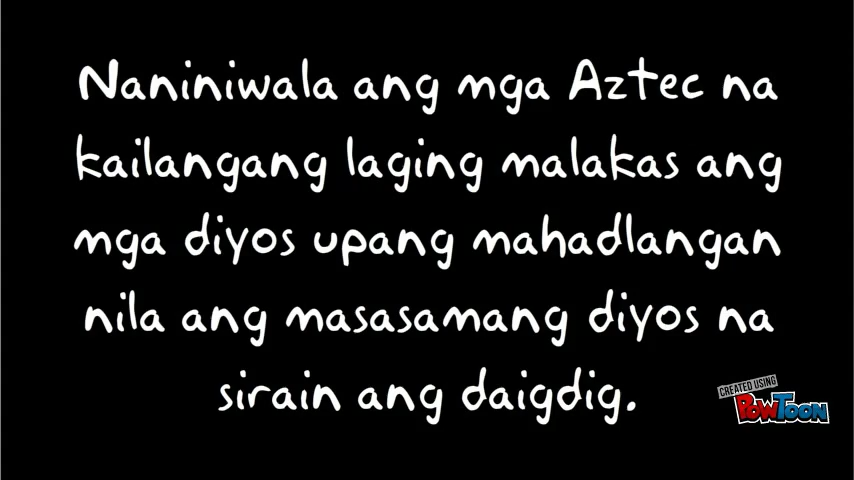 Naniniwala ang mga Aztec na
kailangang laging malakas ang
mga diyos upang mahadlangan
nila ang masasamang diyos na
sirain ang daigdig.
CREATED USING
POWTOON